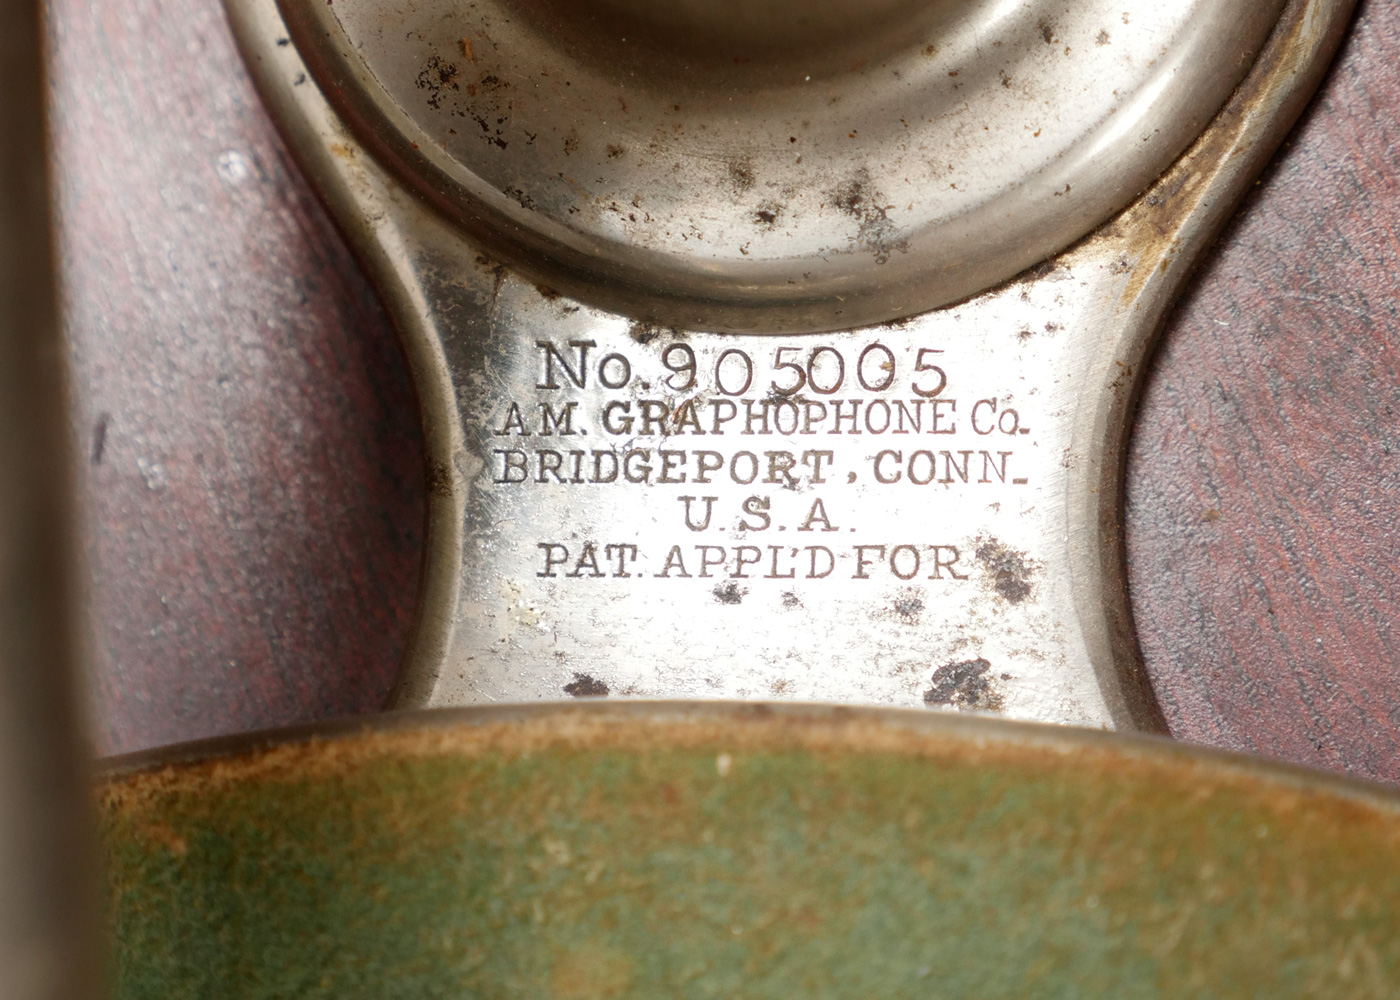 No. 905005
AM. GRAPHOPHONE Co.
BRIDGEPORT, CONN.
U.S.A.
PAT. APPL'D FOR